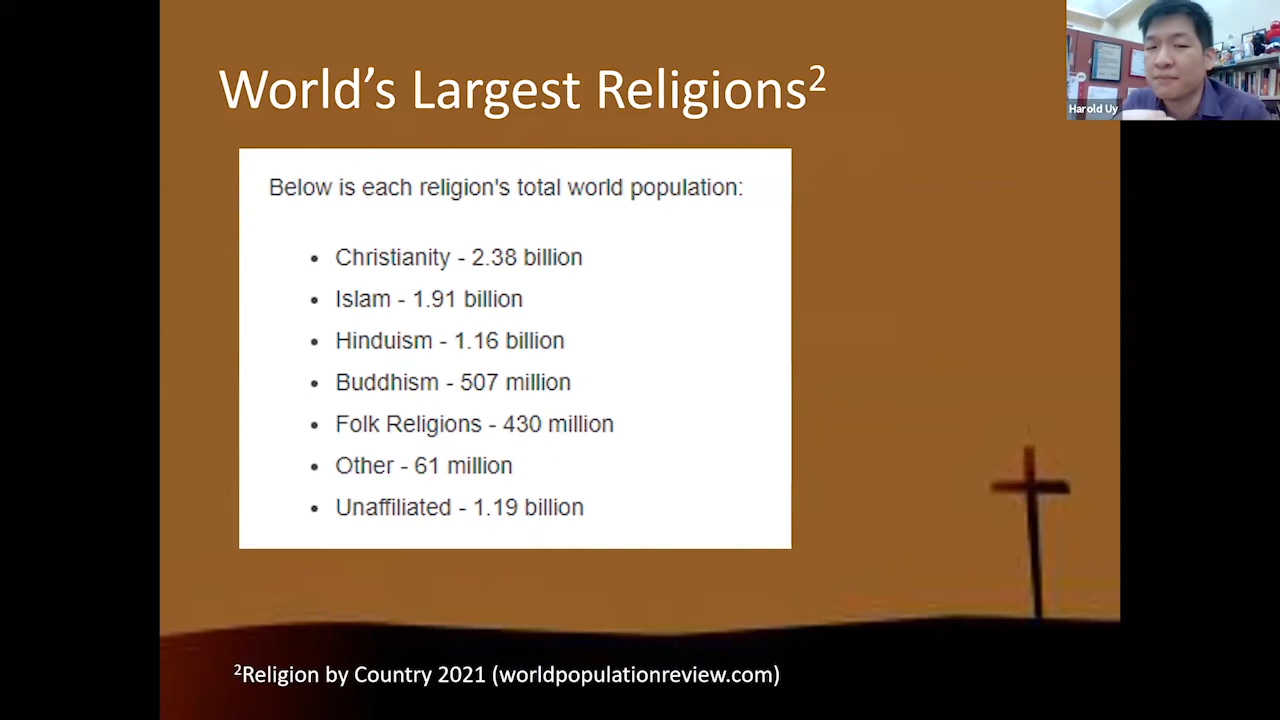 World's Largest Religions²
Harold Uy
Below is each religion's total world population:
• Christianity - 2.38 billion
• Islam - 1.91 billion
• Hinduism - 1.16 billion
• Buddhism - 507 million
• Folk Religions - 430 million
• Other - 61 million
• Unaffiliated - 1.19 billion
²Religion by Country 2021 (worldpopulationreview.com)